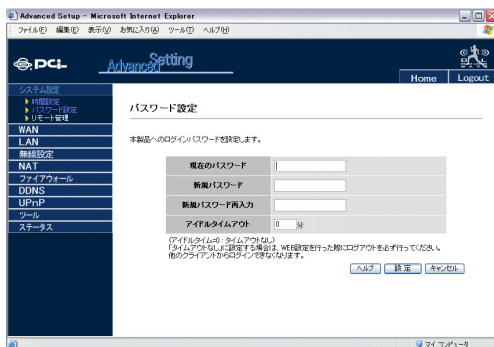 Advanced Setup - Microsoft Internet Explorer
ファイル(F) 編集(E) 表示(V) お気に入り(A) ツール(T) ヘルプ(H)
PCI
Advanced Setting
Home Logout
システム設定
時間設定
パスワード設定
リモート管理
WAN
LAN
無線設定
NAT
ファイアウォール
DDNS
UPnP
ツール
ステータス
パスワード設定
本製品へのログインパスワードを設定します。
現在のパスワード
新規パスワード
新規パスワード再入力
アイドルタイムアウト 0 分
(アイドルタイム=0 : タイムアウトなし)
「タイムアウトなし」に設定する場合は、WEB設定を行った際にログアウトを必ず行ってください。
他のクライアントからログインできなくなります。
ヘルプ 設定 キャンセル
マイ コンピュータ